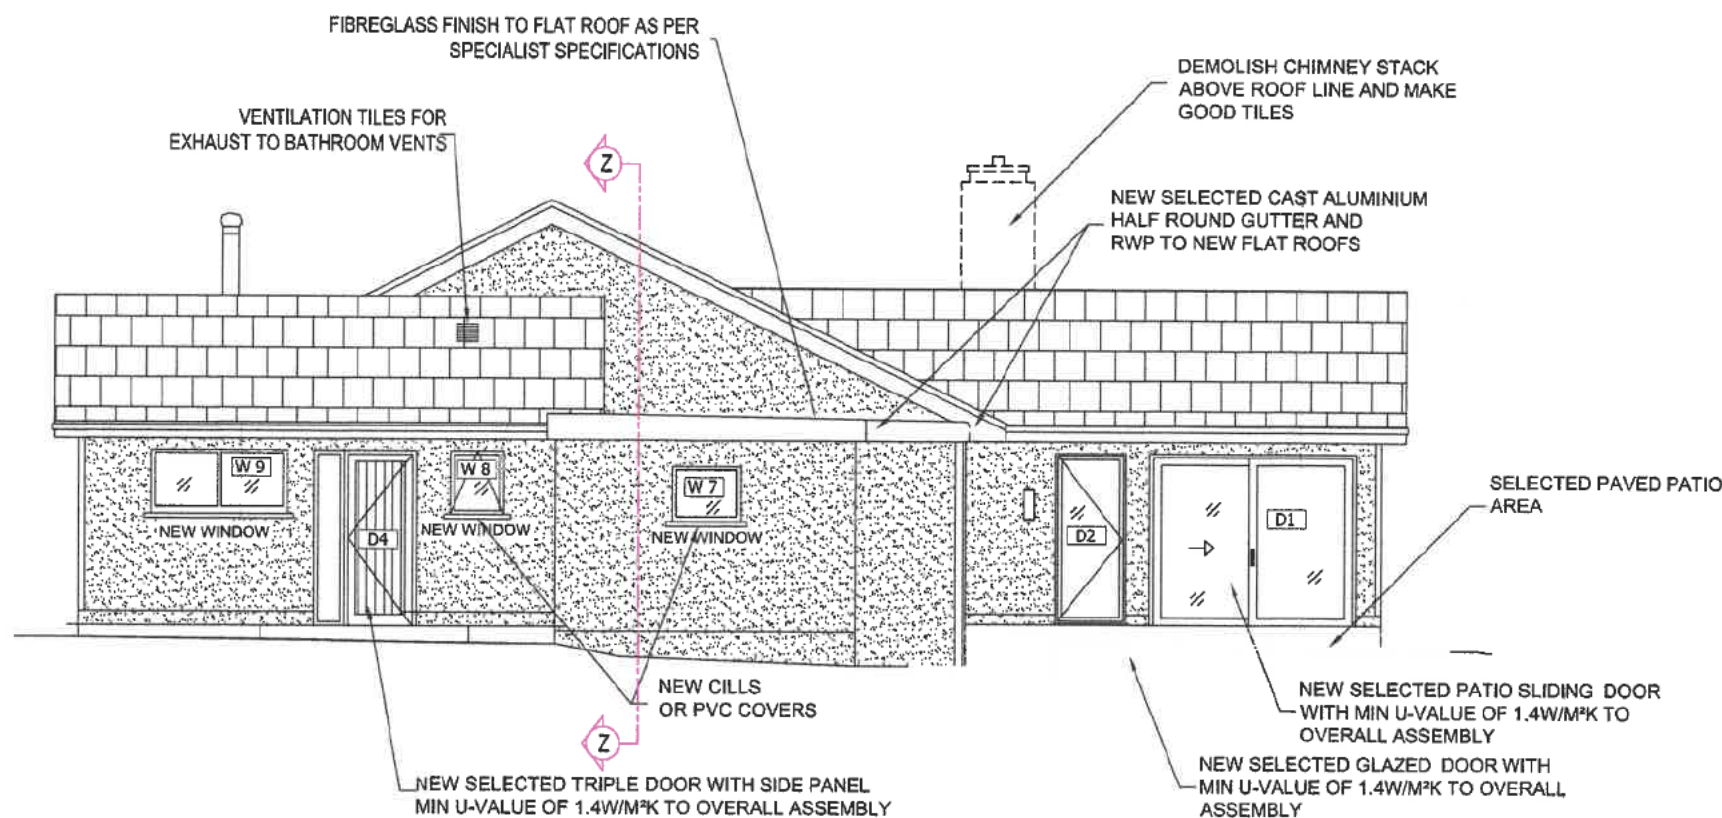 FIBREGLASS FINISH TO FLAT ROOF AS PER
SPECIALIST SPECIFICATIONS
DEMOLISH CHIMNEY STACK
ABOVE ROOF LINE AND MAKE
GOOD TILES
VENTILATION TILES FOR
EXHAUST TO BATHROOM VENTS
Z
NEW SELECTED CAST ALUMINIUM
HALF ROUND GUTTER AND
RWP TO NEW FLAT ROOFS
W 9
W 8
W 7
SELECTED PAVED PATIO
AREA
NEW WINDOW
NEW WINDOW
NEW WINDOW
D4
D2
D1
NEW CILLS
OR PVC COVERS
Z
NEW SELECTED PATIO SLIDING DOOR
WITH MIN U-VALUE OF 1.4W/M²K TO
OVERALL ASSEMBLY
NEW SELECTED TRIPLE DOOR WITH SIDE PANEL
MIN U-VALUE OF 1.4W/M²K TO OVERALL ASSEMBLY
NEW SELECTED GLAZED DOOR WITH
MIN U-VALUE OF 1.4W/M²K TO OVERALL
ASSEMBLY